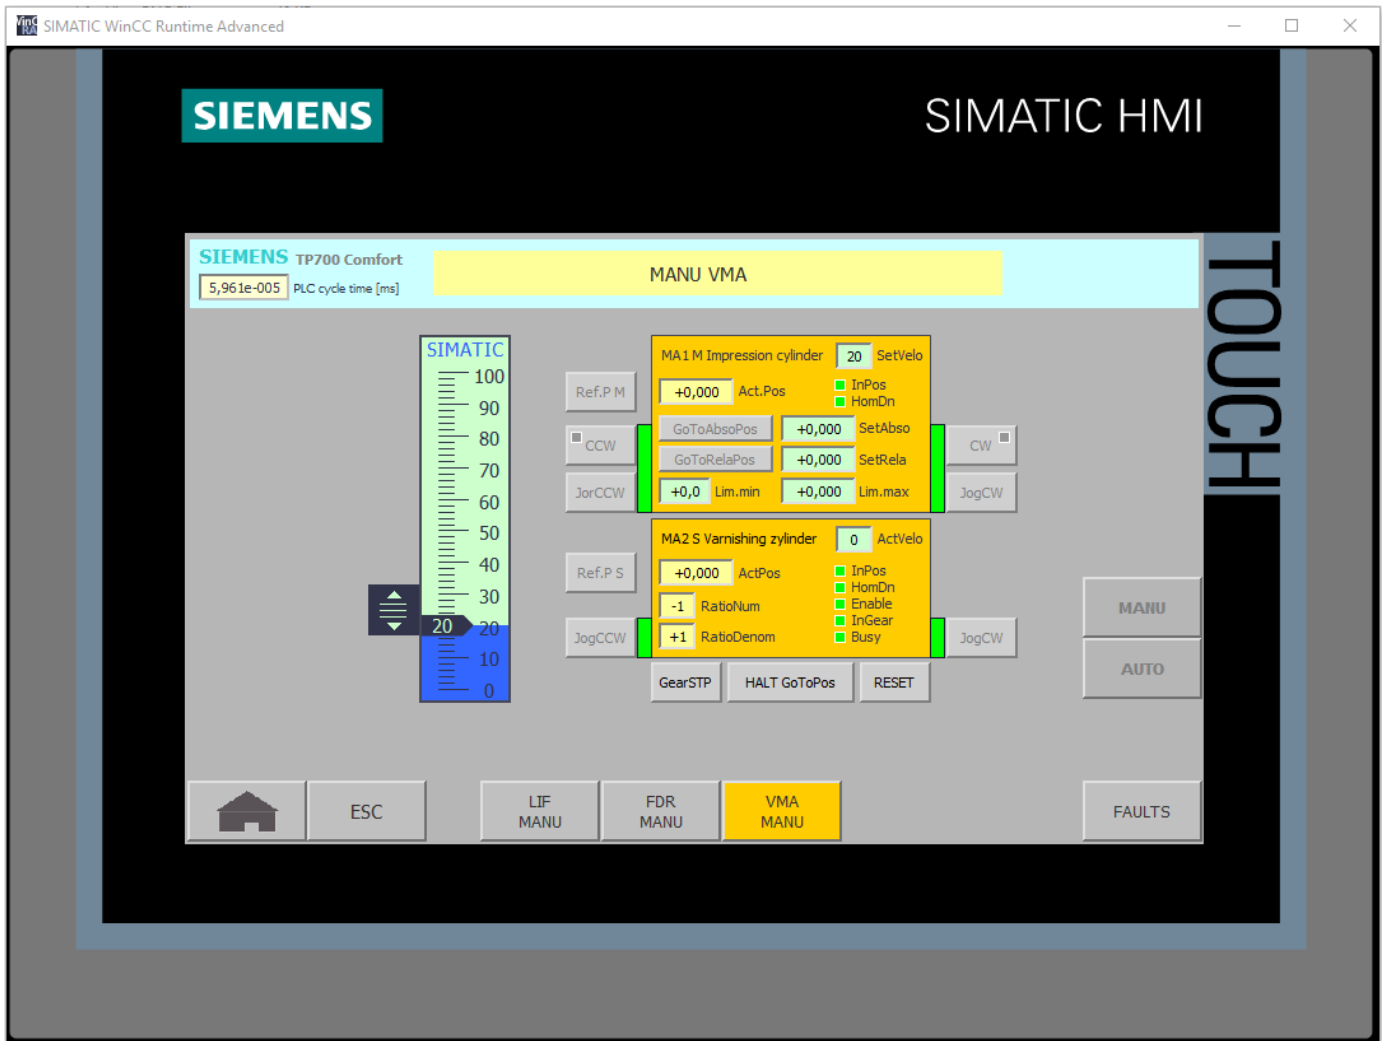 SIMATIC WinCC Runtime Advanced
SIEMENS
SIMATIC HMI
TOUCH
SIEMENS TP700 Comfort
5,961e-005 PLC cycle time [ms]
MANU VMA
SIMATIC
100
90
80
70
60
50
40
30
20
20
10
0
MA1 M Impression cylinder 20 SetVelo
Ref.P M
+0,000 Act.Pos
InPos
HomDn
CCW
GoToAbsoPos +0,000 SetAbso
CW
GoToRelaPos +0,000 SetRela
JorCCW
+0,0 Lim.min +0,000 Lim.max
JogCW
MA2 S Varnishing zylinder 0 ActVelo
Ref.P S
+0,000 ActPos
InPos
HomDn
-1 RatioNum
Enable
InGear
JogCCW
+1 RatioDenom
Busy
JogCW
GearSTP
HALT GoToPos
RESET
MANU
AUTO
ESC
LIF
MANU
FDR
MANU
VMA
MANU
FAULTS